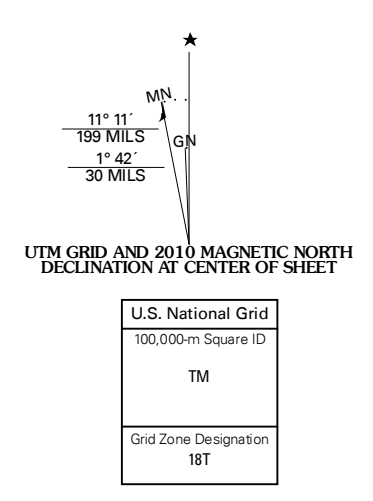 MN
11° 11´
199 MILS
GN
1° 42´
30 MILS
UTM GRID AND 2010 MAGNETIC NORTH
DECLINATION AT CENTER OF SHEET
U.S. National Grid
100,000-m Square ID
TM
Grid Zone Designation
18T